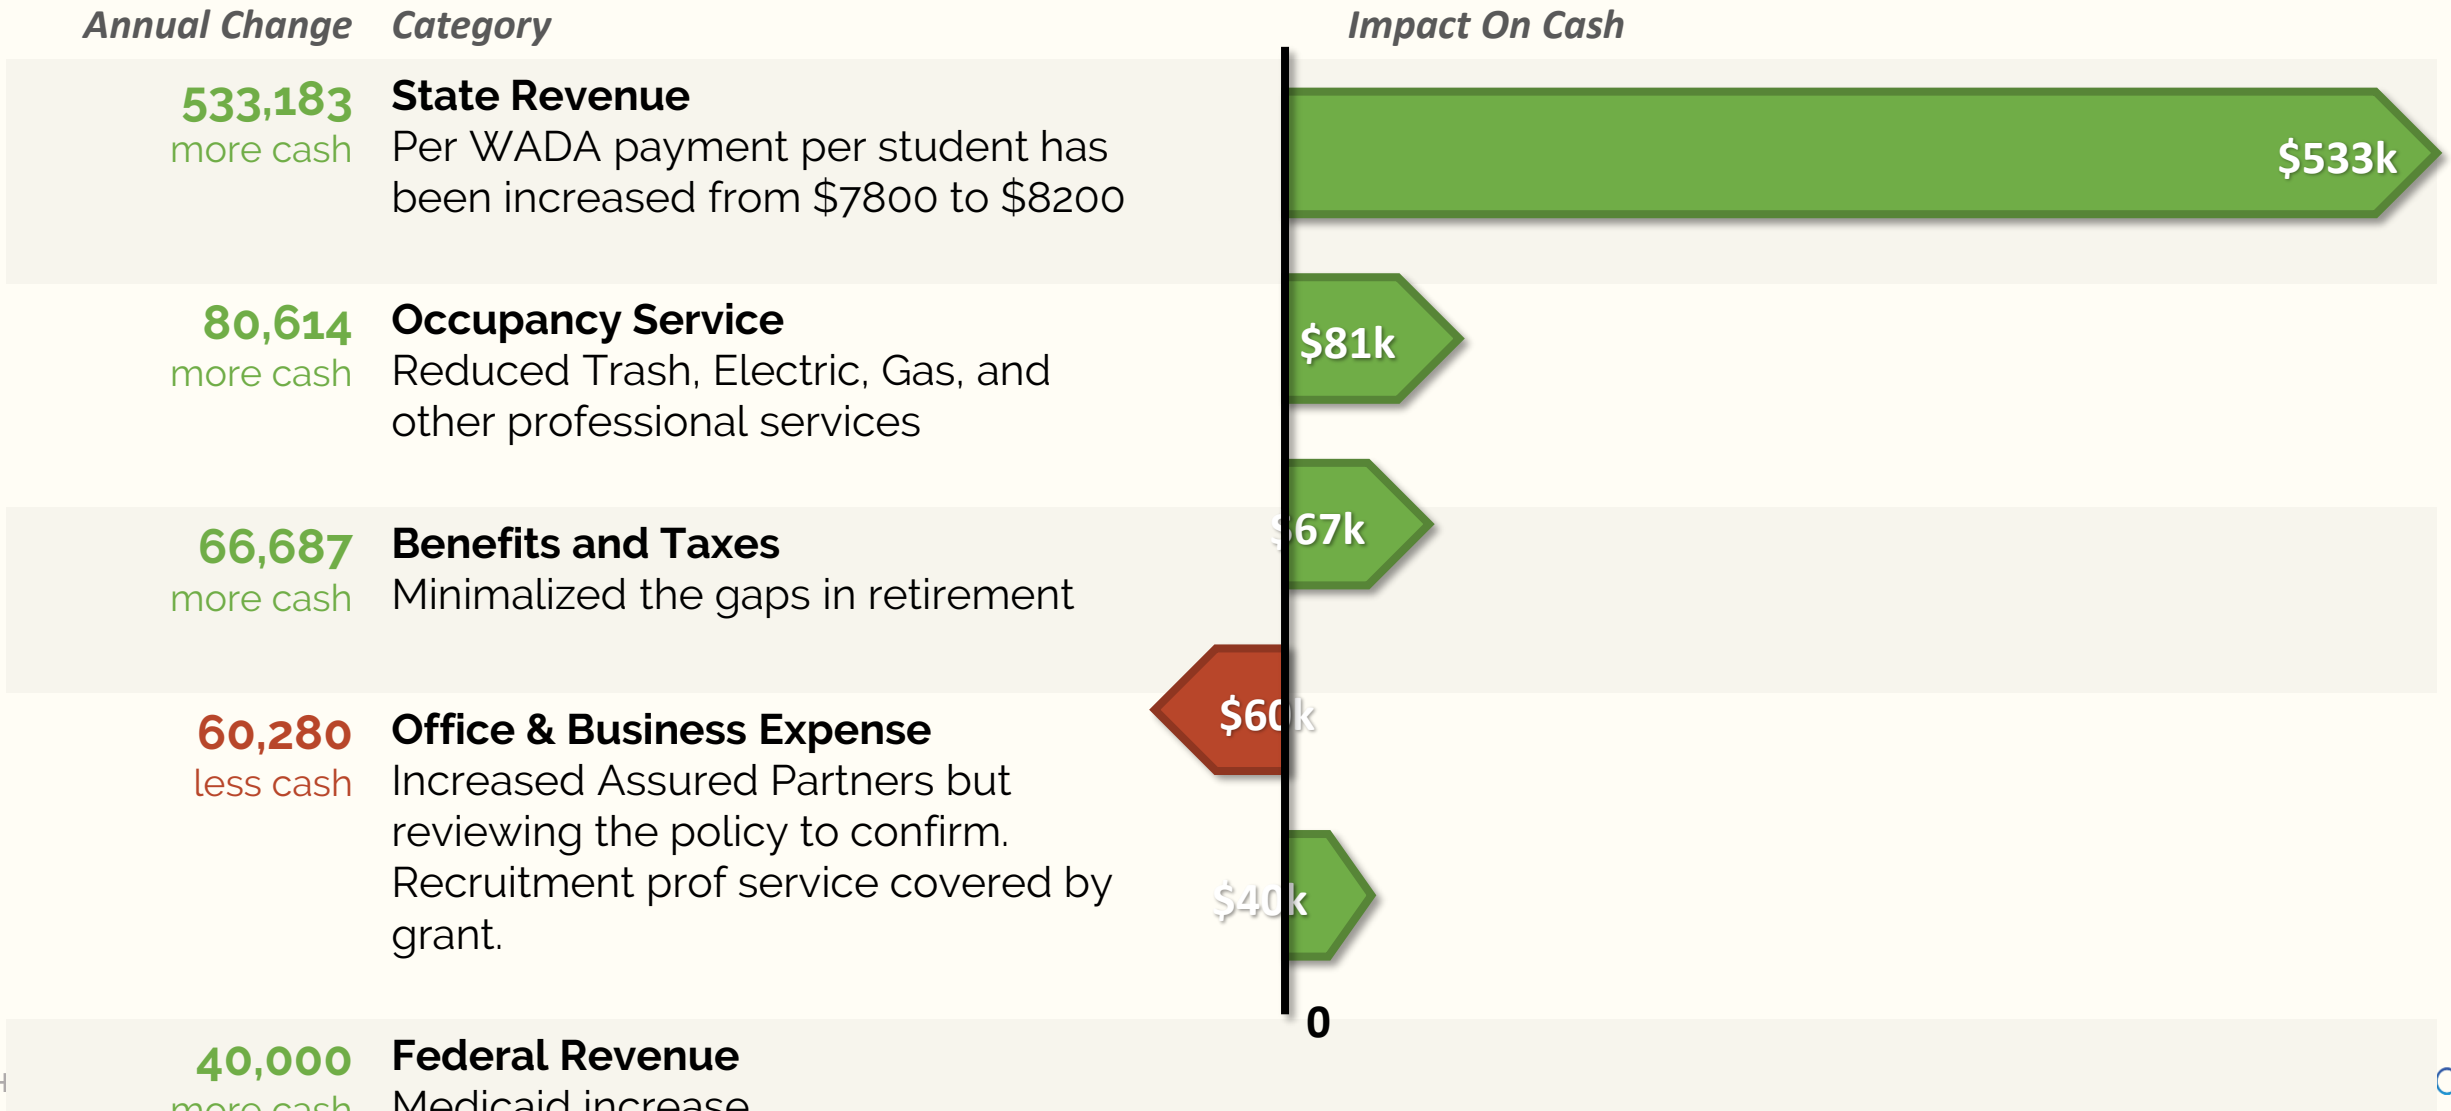 Annual Change Category Impact On Cash
533,183 State Revenue
more cash Per WADA payment per student has
been increased from $7800 to $8200
$533k
80,614 Occupancy Service
more cash Reduced Trash, Electric, Gas, and
other professional services
$81k
66,687 Benefits and Taxes
more cash Minimalized the gaps in retirement
$67k
60,280 Office & Business Expense
less cash Increased Assured Partners but
reviewing the policy to confirm.
Recruitment prof service covered by
grant.
$60k
$40k
0
40,000 Federal Revenue
more cash Medicaid increase